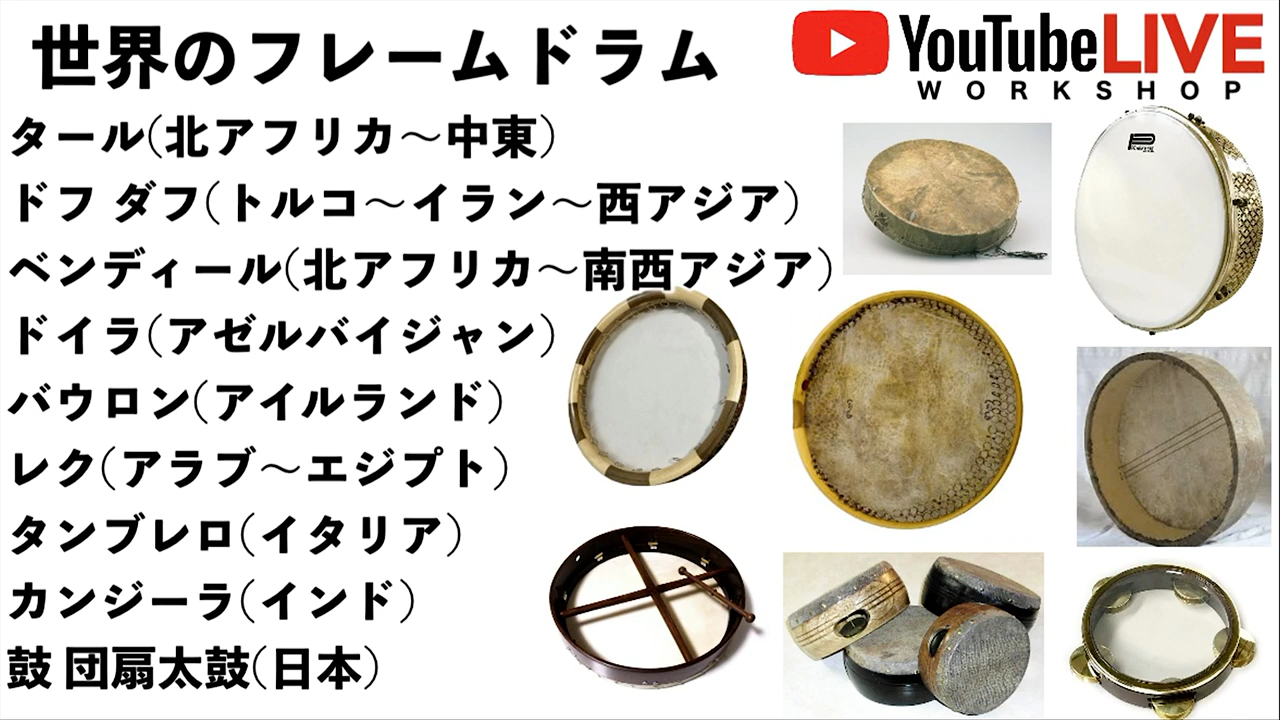 世界のフレームドラム
YouTubeLIVE
WORKSHOP
タール(北アフリカ〜中東)
ドフ ダフ(トルコ〜イラン〜西アジア)
ベンディール(北アフリカ〜南西アジア)
ドイラ(アゼルバイジャン)
バウロン(アイルランド)
レク(アラブ〜エジプト)
タンブレロ(イタリア)
カンジーラ(インド)
鼓 団扇太鼓(日本)